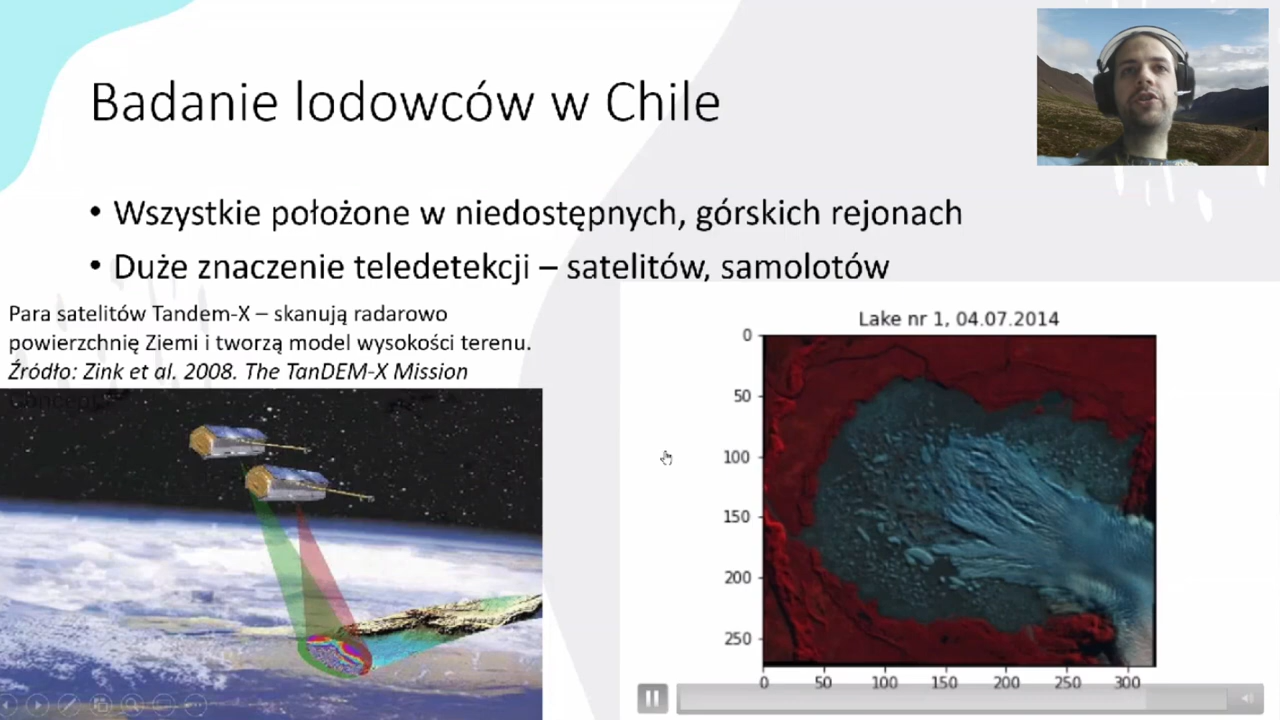 Badanie lodowców w Chile
• Wszystkie położone w niedostępnych, górskich rejonach
• Duże znaczenie teledetekcji – satelitów, samolotów
Para satelitów Tandem-X – skanują radarowo
powierzchnię Ziemi i tworzą model wysokości terenu.
Źródło: Zink et al. 2008. The TanDEM-X Mission
Concept
Lake nr 1, 04.07.2014
0
50
100
150
200
250
0 50 100 150 200 250 300